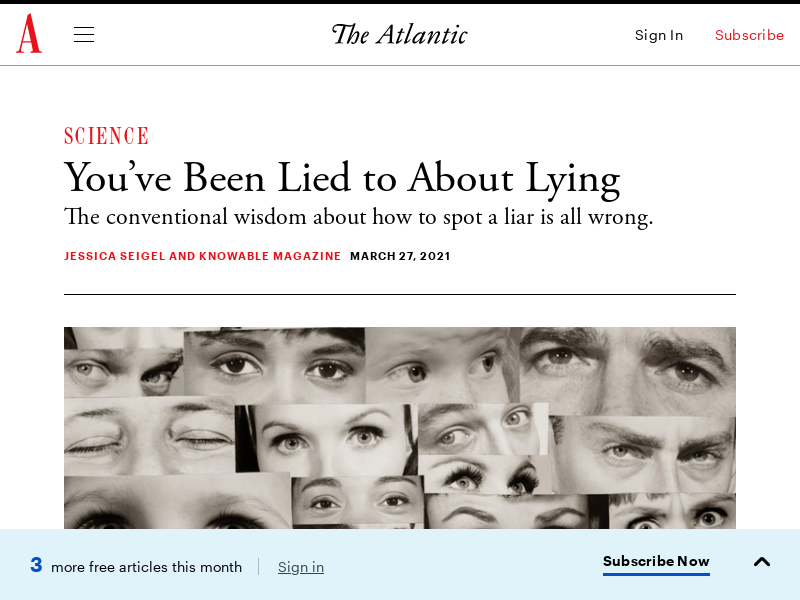 A
The Atlantic
Sign In
Subscribe
SCIENCE
You’ve Been Lied to About Lying
The conventional wisdom about how to spot a liar is all wrong.
JESSICA SEIGEL AND KNOWABLE MAGAZINE MARCH 27, 2021
3 more free articles this month
Sign in
Subscribe Now